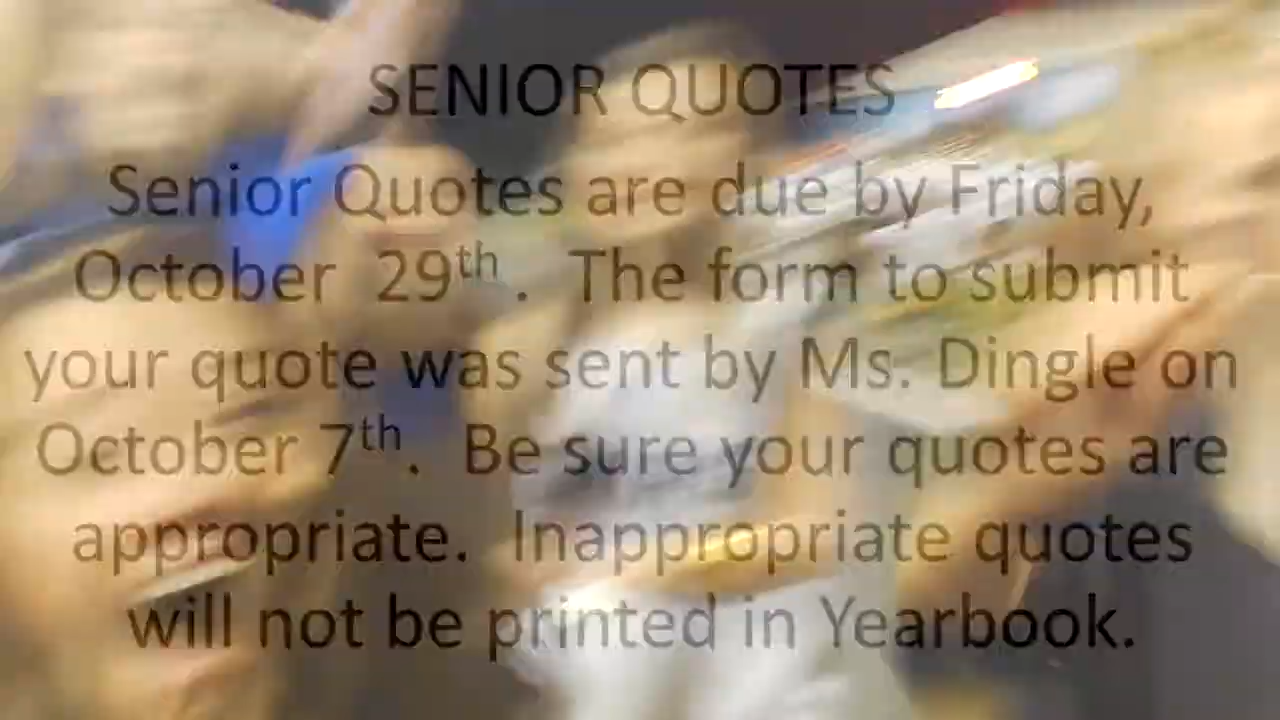 SENIOR QUOTES
Senior Quotes are due by Friday,
October 29th. The form to submit
your quote was sent by Ms. Dingle on
October 7th. Be sure your quotes are
appropriate. Inappropriate quotes
will not be printed in Yearbook.